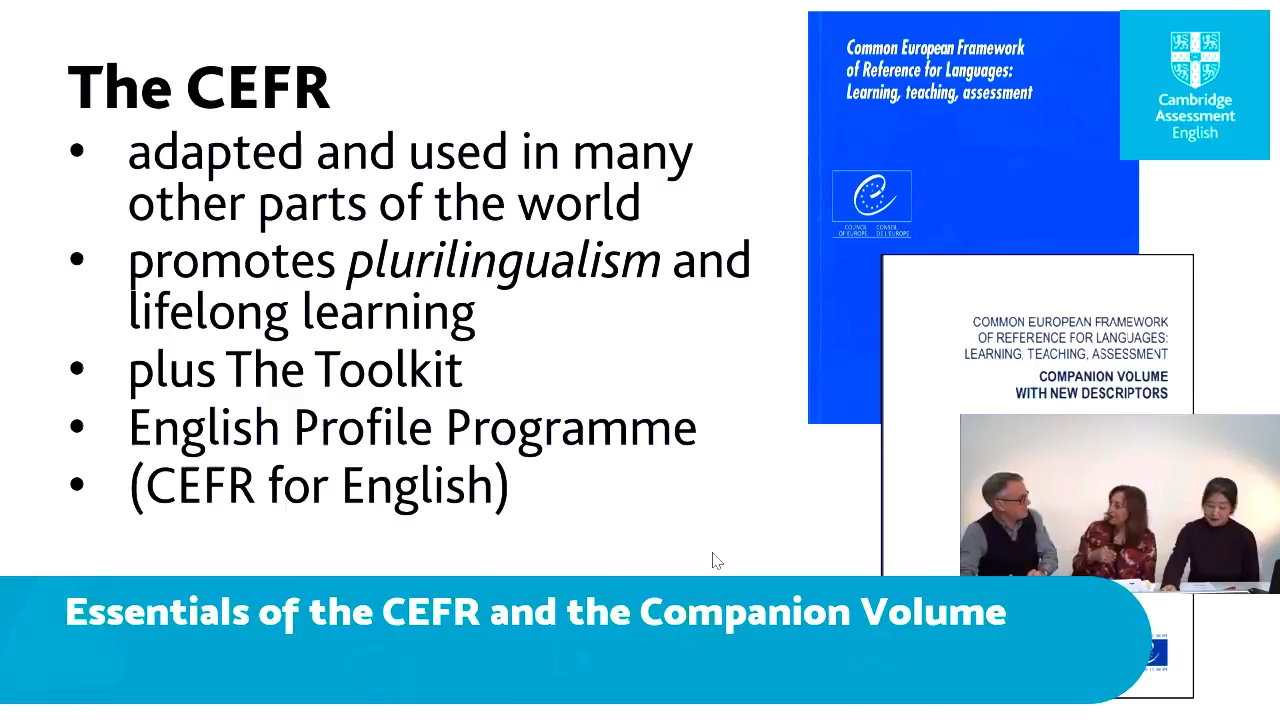 The CEFR
• adapted and used in many
other parts of the world
• promotes plurilingualism and
lifelong learning
• plus The Toolkit
• English Profile Programme
• (CEFR for English)
Common European Framework
of Reference for Languages:
Learning, teaching, assessment
COUNCIL OF EUROPE
CONSEIL DE L'EUROPE
Cambridge
Assessment
English
COMMON EUROPEAN FRAMEWORK
OF REFERENCE FOR LANGUAGES:
LEARNING, TEACHING, ASSESSMENT
COMPANION VOLUME
WITH NEW DESCRIPTORS
Essentials of the CEFR and the Companion Volume